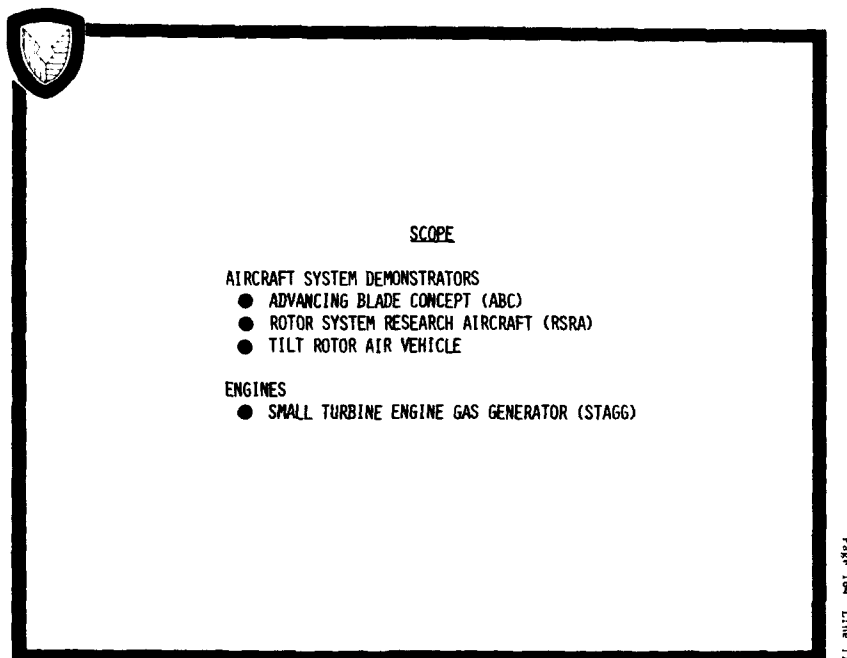 SCOPE
AIRCRAFT SYSTEM DEMONSTRATORS
● ADVANCING BLADE CONCEPT (ABC)
● ROTOR SYSTEM RESEARCH AIRCRAFT (RSRA)
● TILT ROTOR AIR VEHICLE
ENGINES
● SMALL TURBINE ENGINE GAS GENERATOR (STAGG)